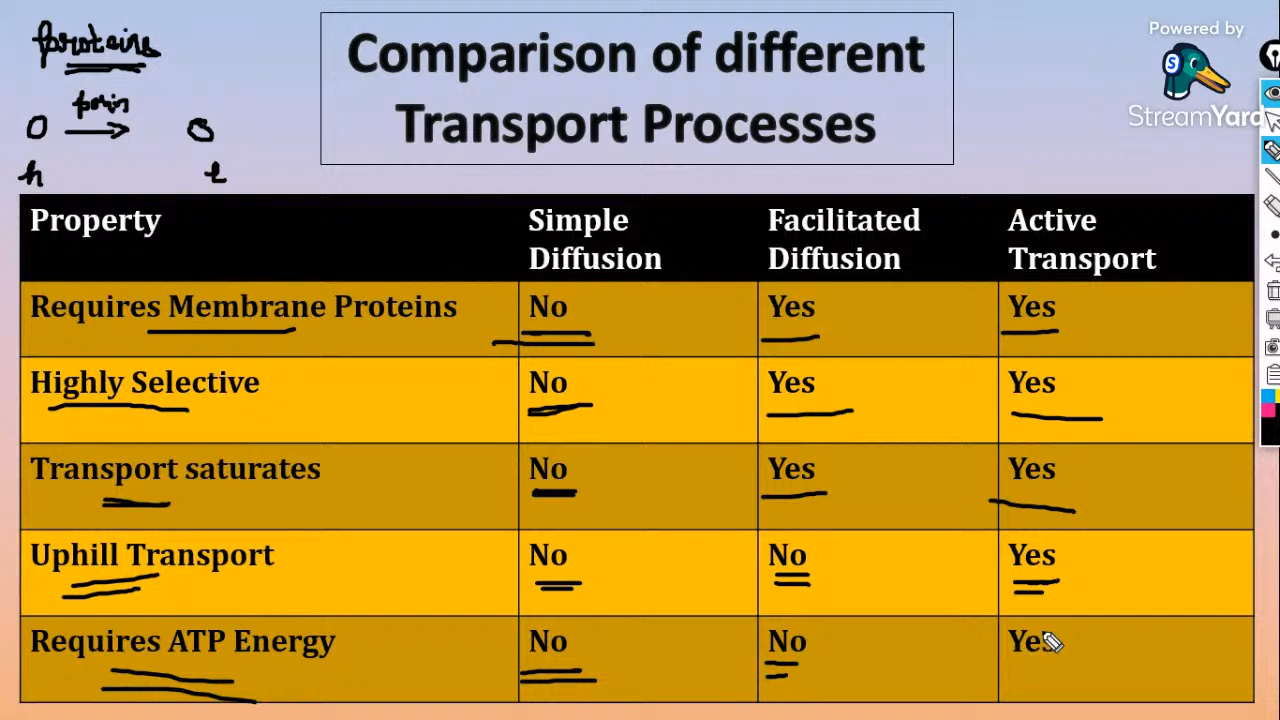 proteins
porin
h
l
Comparison of different
Transport Processes
Powered by
StreamYard
Property Simple Diffusion Facilitated Diffusion Active Transport
Requires Membrane Proteins No Yes Yes
Highly Selective No Yes Yes
Transport saturates No Yes Yes
Uphill Transport No No Yes
Requires ATP Energy No No Yes